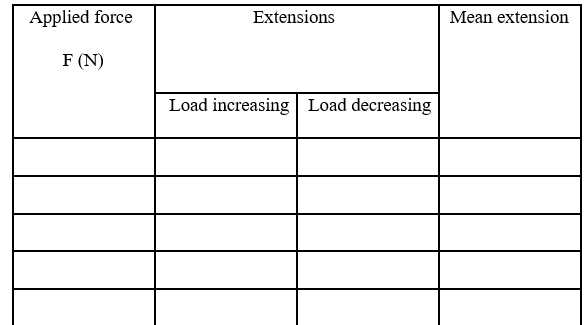 Applied force
F (N)
Extensions
Mean extension
Load increasing
Load decreasing